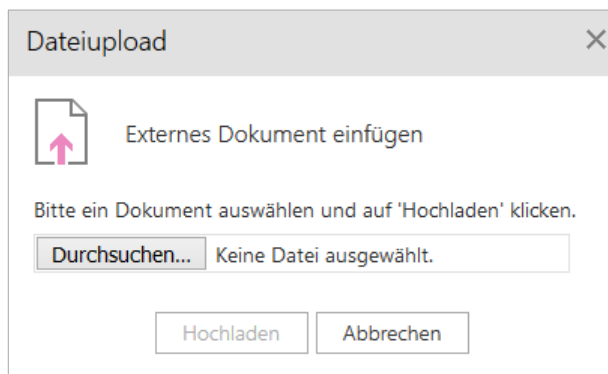 Dateiupload
Externes Dokument einfügen
Bitte ein Dokument auswählen und auf 'Hochladen' klicken.
Durchsuchen... Keine Datei ausgewählt.
Hochladen Abbrechen